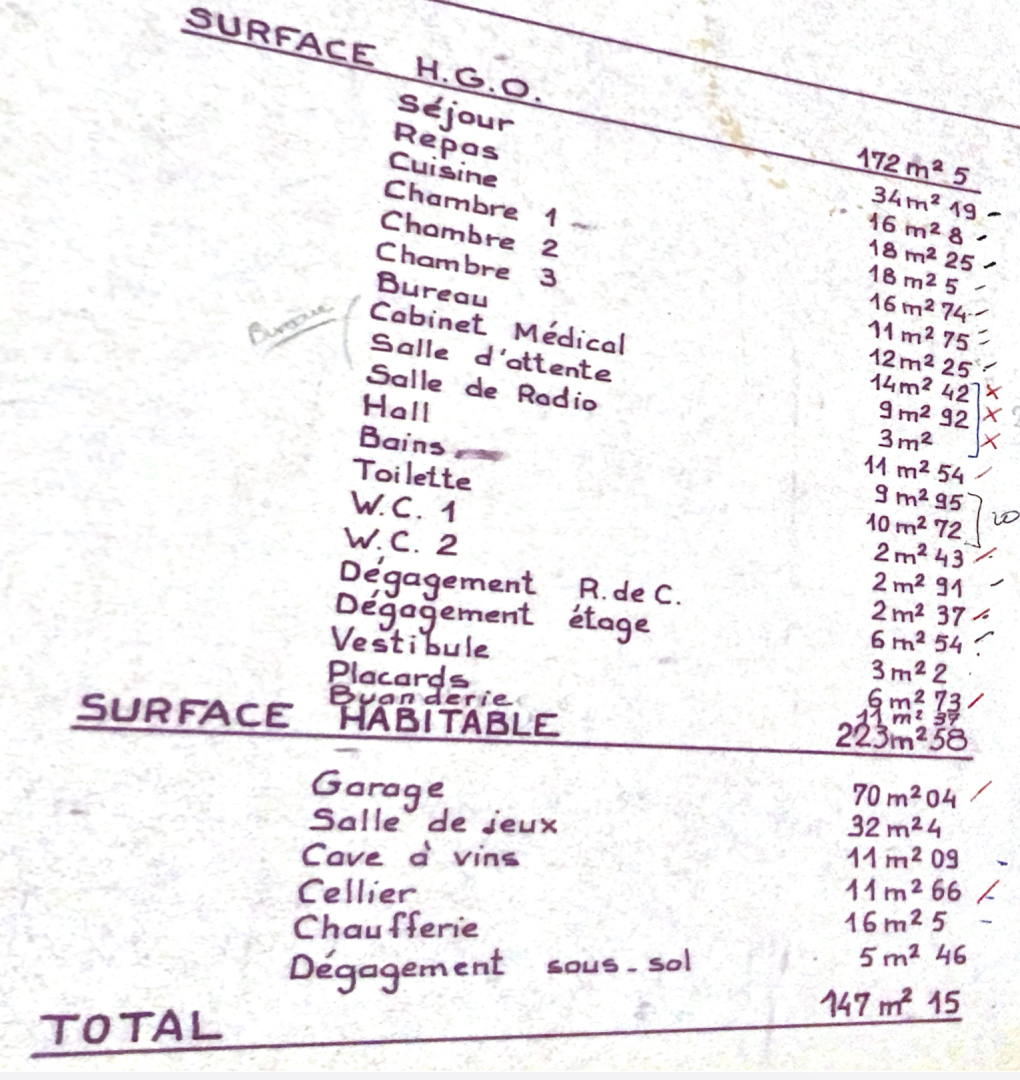 SURFACE H.G.O. 172 m² 5
Séjour 34 m² 19
Repas 16 m² 8
Cuisine 18 m² 25
Chambre 1 18 m² 5
Chambre 2 16 m² 74
Chambre 3 11 m² 75
Bureau 12 m² 25
Bureau
Cabinet Médical 14 m² 42
Salle d'attente 9 m² 92
Salle de Radio 3 m²
Hall 11 m² 54
Bains 9 m² 95
Toilette 10 m² 72
W.C. 1 2 m² 43
W.C. 2 2 m² 91
Dégagement R. de C. 2 m² 37
Dégagement étage 6 m² 54
Vestibule 3 m² 2
Placards 6 m² 73
Buanderie 11 m² 37
SURFACE HABITABLE 223 m² 58
Garage 70 m² 04
Salle de jeux 32 m² 4
Cave à vins 11 m² 09
Cellier 11 m² 66
Chaufferie 16 m² 5
Dégagement sous-sol 5 m² 46
TOTAL 147 m² 15